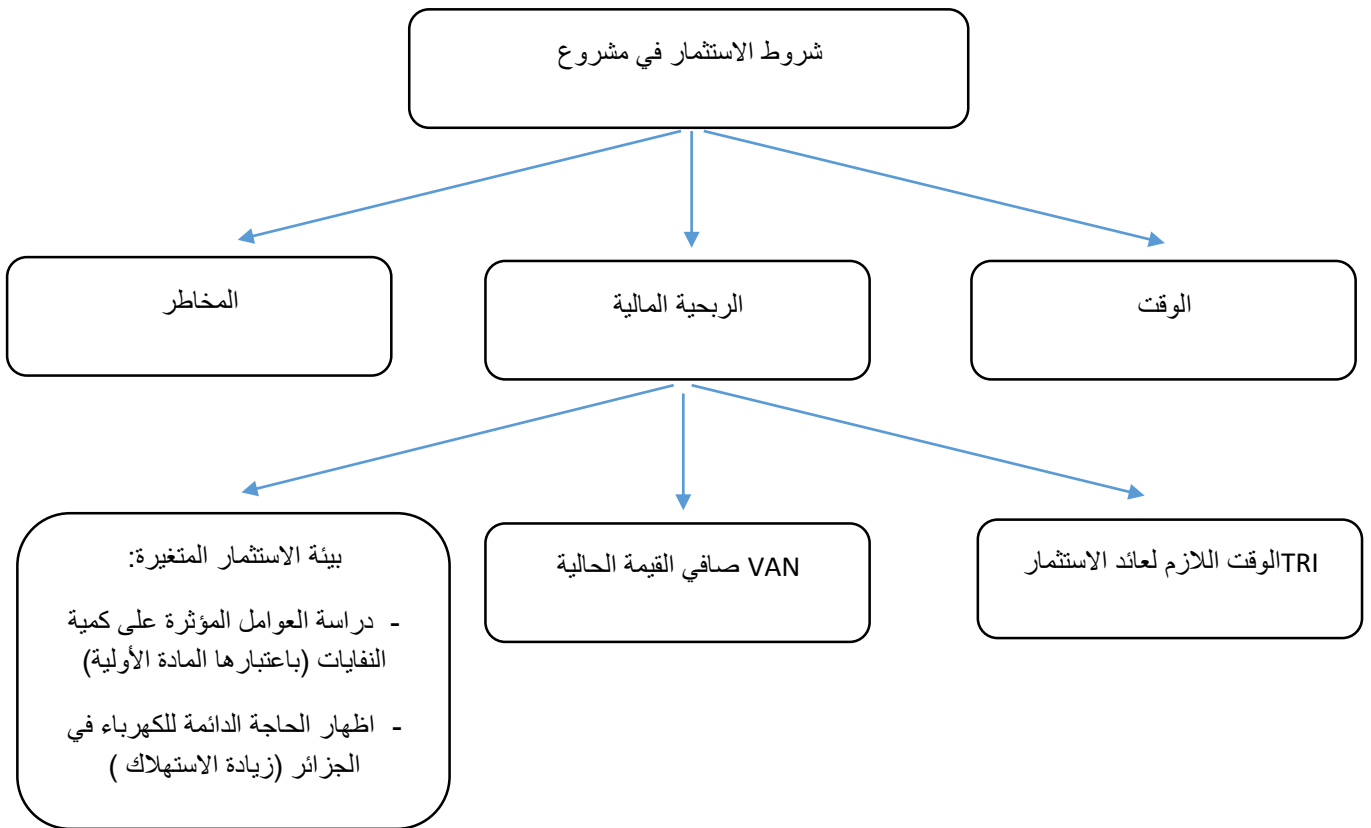 شروط الاستثمار في مشروع
الوقت
الربحية المالية
المخاطر
TRIالوقت اللازم لعائد الاستثمار
VAN صافي القيمة الحالية
بيئة الاستثمار المتغيرة:
- دراسة العوامل المؤثرة على كمية
النفايات (باعتبارها المادة الأولية)
- اظهار الحاجة الدائمة للكهرباء في
الجزائر (زيادة الاستهلاك )